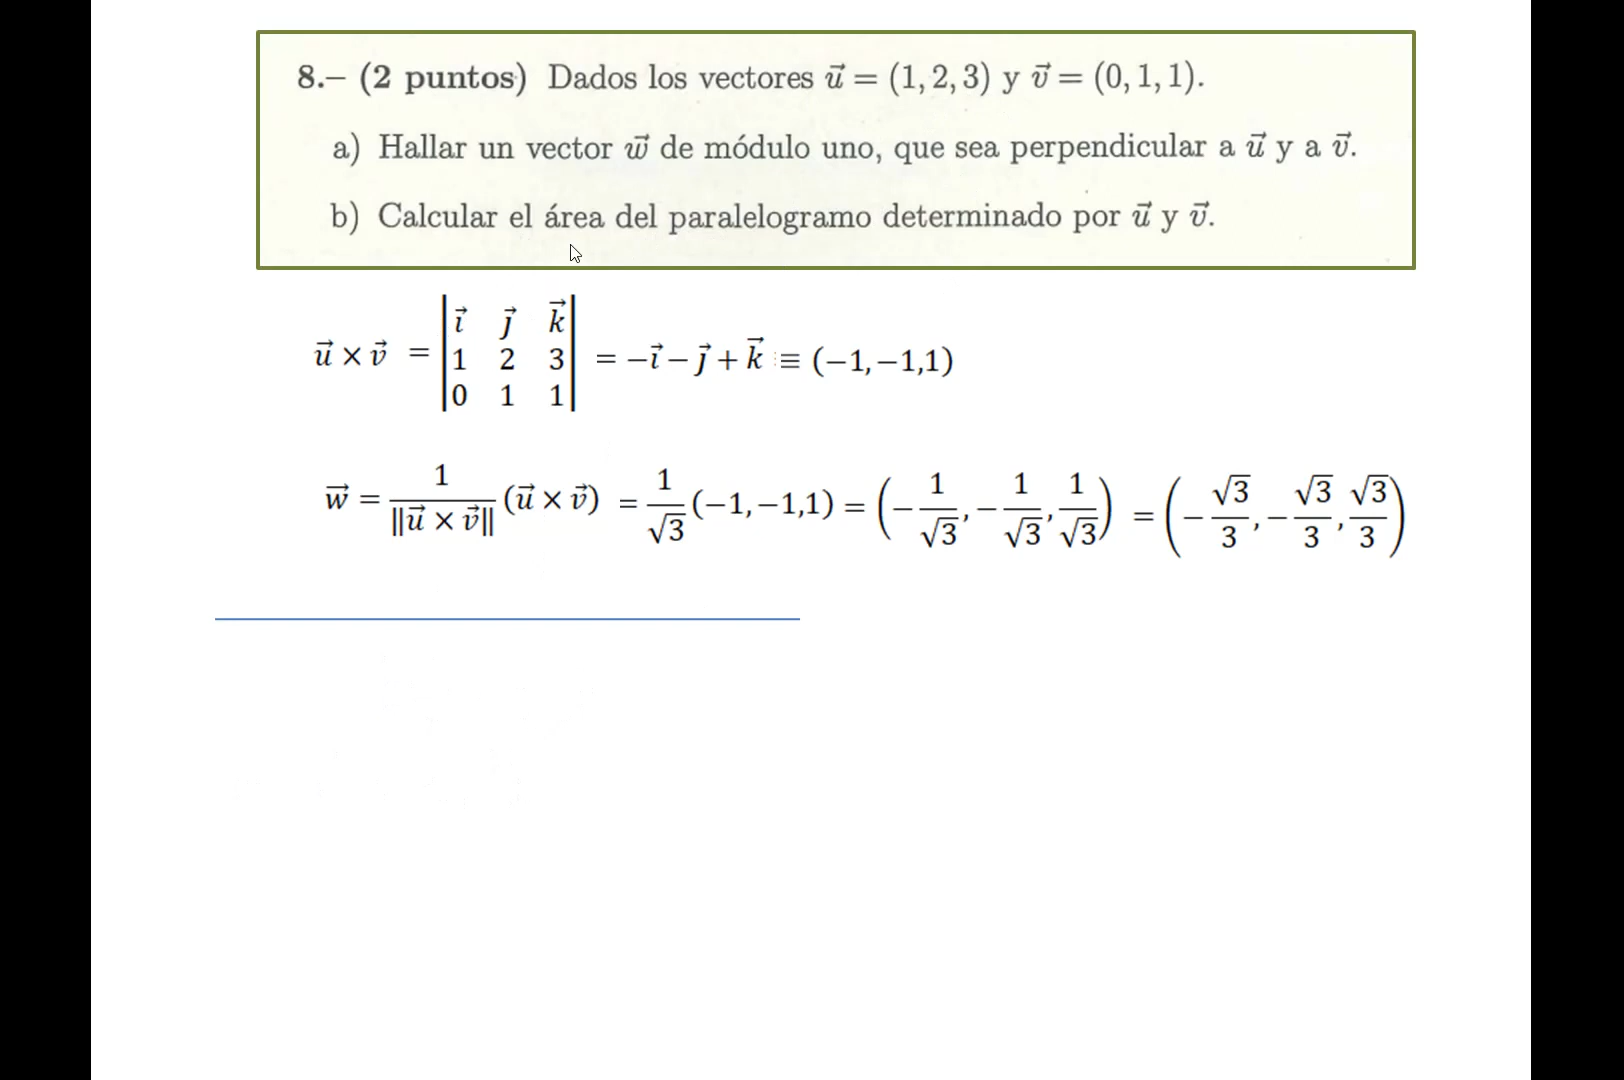 8.– (2 puntos) Dados los vectores u⃗ = (1, 2, 3) y v⃗ = (0, 1, 1).
a) Hallar un vector w⃗ de módulo uno, que sea perpendicular a u⃗ y a v⃗.
b) Calcular el área del paralelogramo determinado por u⃗ y v⃗.
u⃗ × v⃗ = |i⃗ j⃗ k⃗; 1 2 3; 0 1 1| = −i⃗ − j⃗ + k⃗ ≡ (−1,−1,1)
w⃗ = 1/‖u⃗ × v⃗‖ (u⃗ × v⃗) = 1/√3 (−1,−1,1) = (−1/√3, −1/√3, 1/√3) = (−√3/3, −√3/3, √3/3)